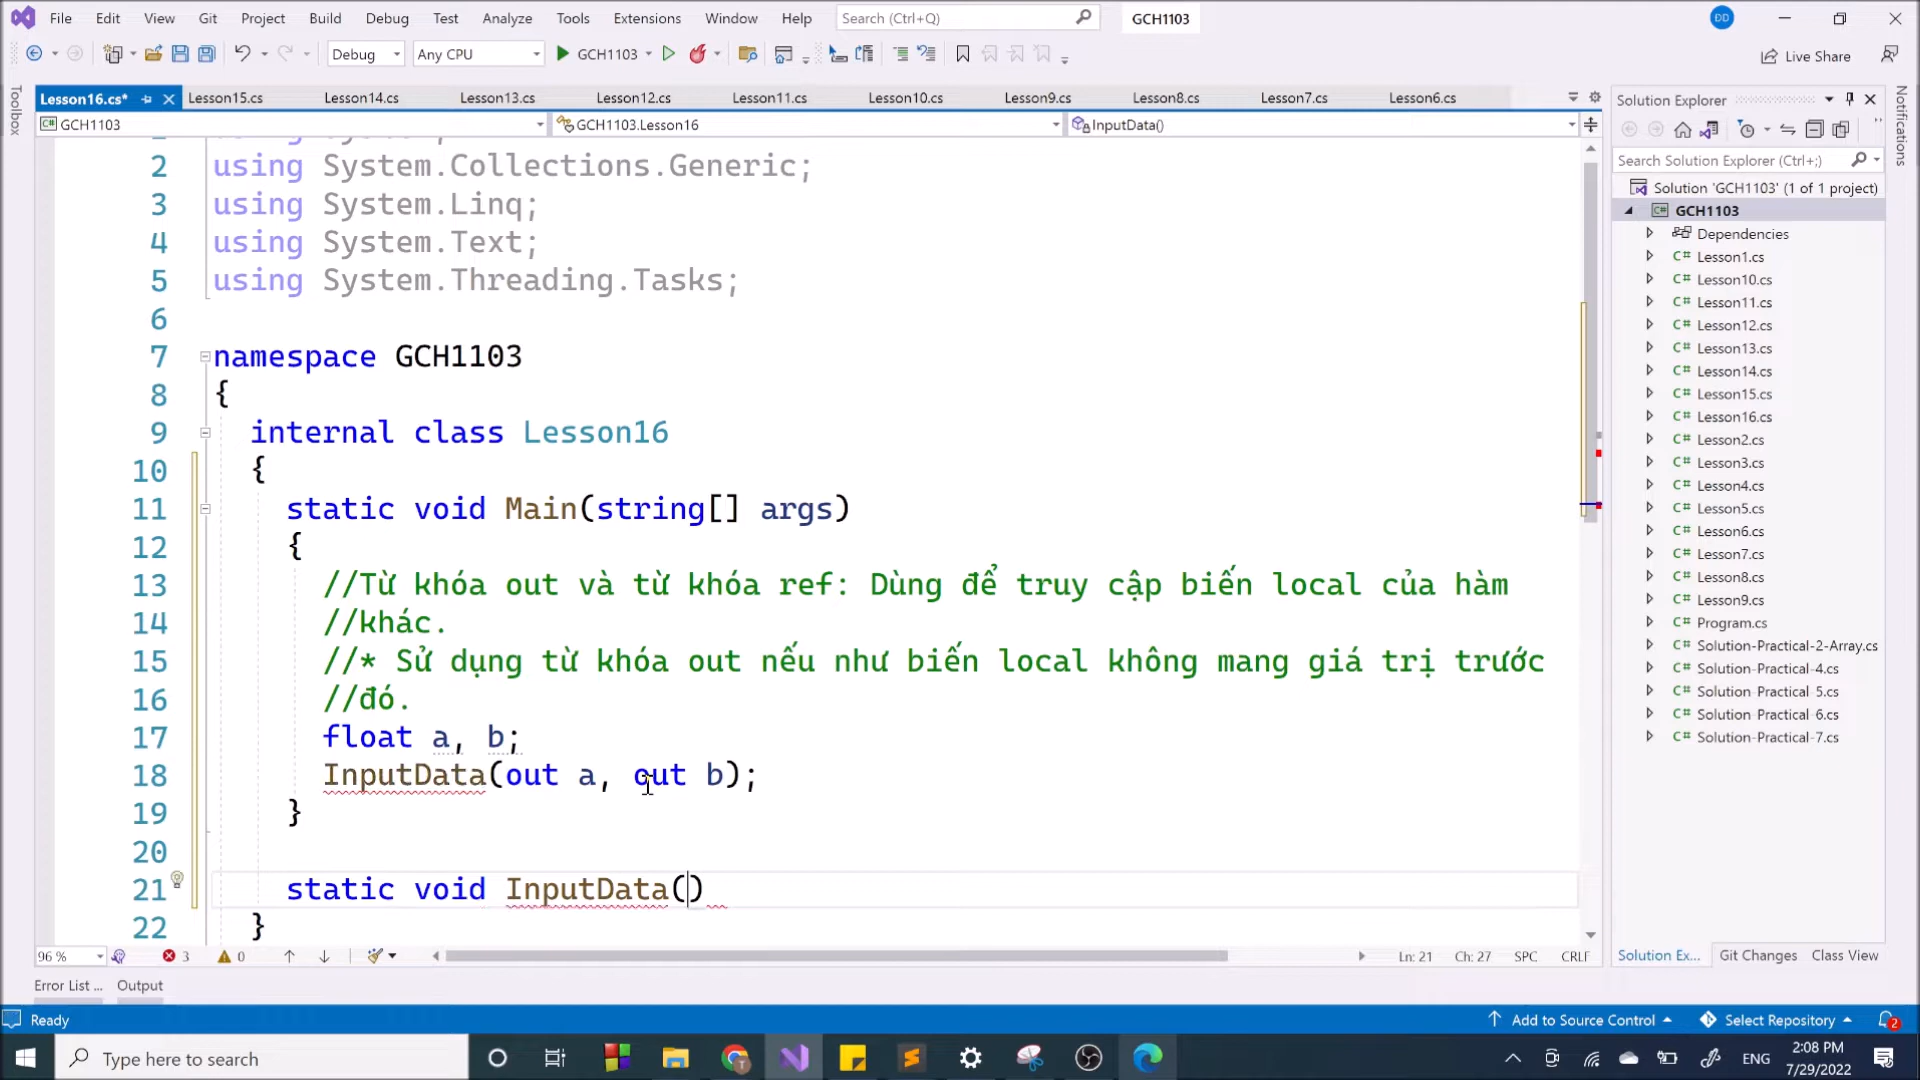 File Edit View Git Project Build Debug Test Analyze Tools Extensions Window Help Search (Ctrl+Q) GCH1103 DD
Debug Any CPU GCH1103 Live Share
Toolbox
Lesson16.cs* Lesson15.cs Lesson14.cs Lesson13.cs Lesson12.cs Lesson11.cs Lesson10.cs Lesson9.cs Lesson8.cs Lesson7.cs Lesson6.cs
GCH1103 GCH1103.Lesson16 InputData()
2 using System.Collections.Generic;
3 using System.Linq;
4 using System.Text;
5 using System.Threading.Tasks;
6
7 namespace GCH1103
8 {
9 internal class Lesson16
10 {
11 static void Main(string[] args)
12 {
13 //Từ khóa out và từ khóa ref: Dùng để truy cập biến local của hàm
14 //khác.
15 //* Sử dụng từ khóa out nếu như biến local không mang giá trị trước
16 //đó.
17 float a, b;
18 InputData(out a, out b);
19 }
20
21 static void InputData()
22 }
96 % 3 0 Ln: 21 Ch: 27 SPC CRLF
Error List ... Output
Solution Explorer
Search Solution Explorer (Ctrl+;)
Solution 'GCH1103' (1 of 1 project)
GCH1103
Dependencies
C# Lesson1.cs
C# Lesson10.cs
C# Lesson11.cs
C# Lesson12.cs
C# Lesson13.cs
C# Lesson14.cs
C# Lesson15.cs
C# Lesson16.cs
C# Lesson2.cs
C# Lesson3.cs
C# Lesson4.cs
C# Lesson5.cs
C# Lesson6.cs
C# Lesson7.cs
C# Lesson8.cs
C# Lesson9.cs
C# Program.cs
C# Solution-Practical-2-Array.cs
C# Solution-Practical-4.cs
C# Solution-Practical 5.cs
C# Solution-Practical-6.cs
C# Solution-Practical-7.cs
Solution Ex... Git Changes Class View
Notifications
Ready Add to Source Control Select Repository 2
Type here to search ENG 2:08 PM
7/29/2022